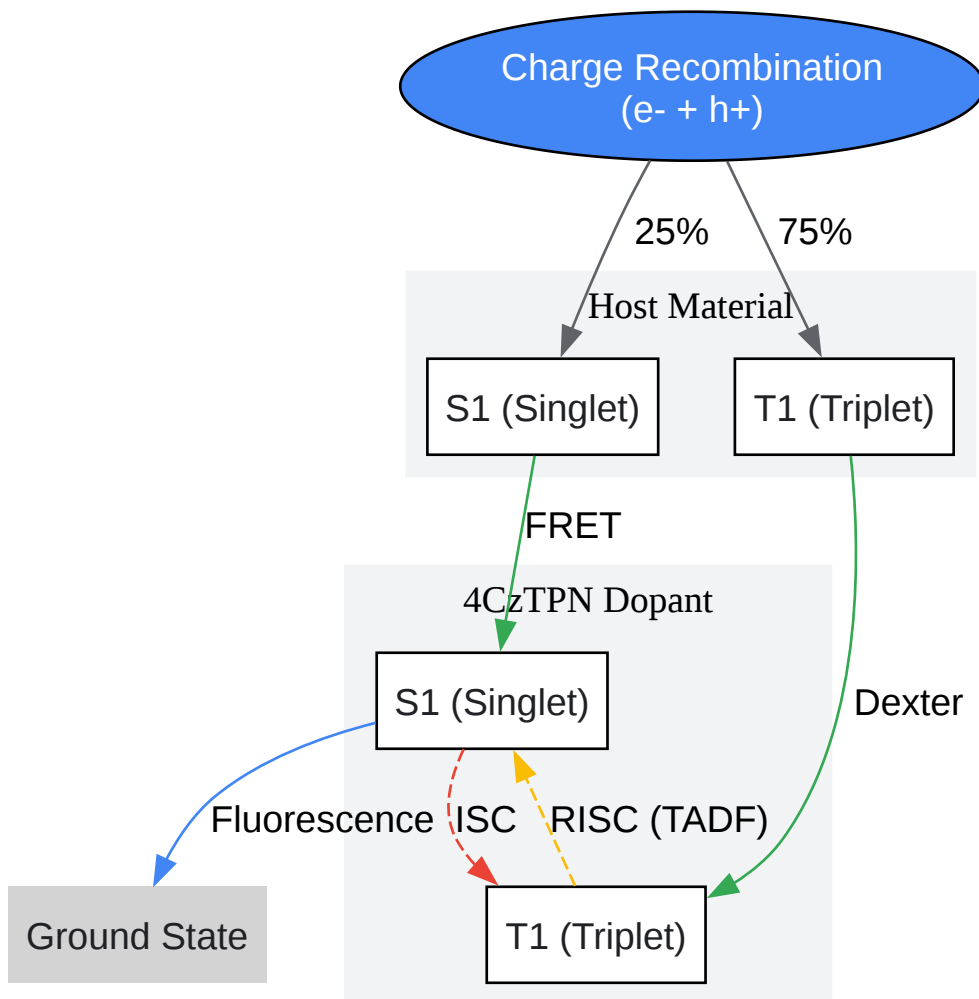 Charge Recombination
(e- + h+)
25%
75%
Host Material
S1 (Singlet)
T1 (Triplet)
FRET
4CzTPN Dopant
S1 (Singlet)
Dexter
Fluorescence
ISC
RISC (TADF)
Ground State
T1 (Triplet)